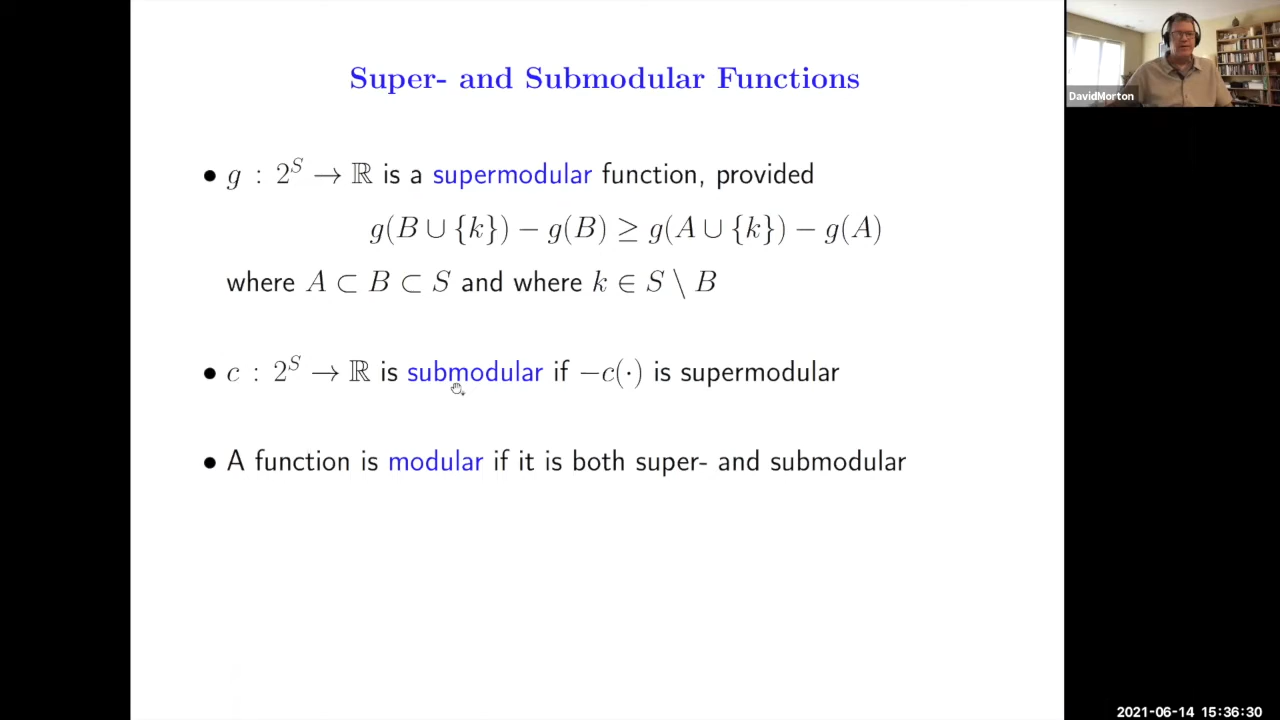 Super- and Submodular Functions
• g : 2^S → ℝ is a supermodular function, provided
g(B ∪ {k}) − g(B) ≥ g(A ∪ {k}) − g(A)
where A ⊂ B ⊂ S and where k ∈ S \ B
• c : 2^S → ℝ is submodular if −c(·) is supermodular
• A function is modular if it is both super- and submodular
DavidMorton
2021-06-14 15:36:30